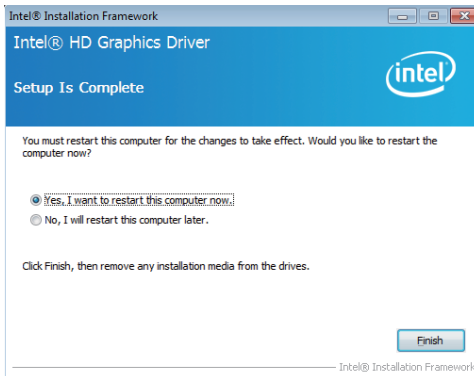 Intel® Installation Framework
Intel® HD Graphics Driver
Setup Is Complete
intel
You must restart this computer for the changes to take effect. Would you like to restart the
computer now?
Yes, I want to restart this computer now.
No, I will restart this computer later.
Click Finish, then remove any installation media from the drives.
Finish
Intel® Installation Framework